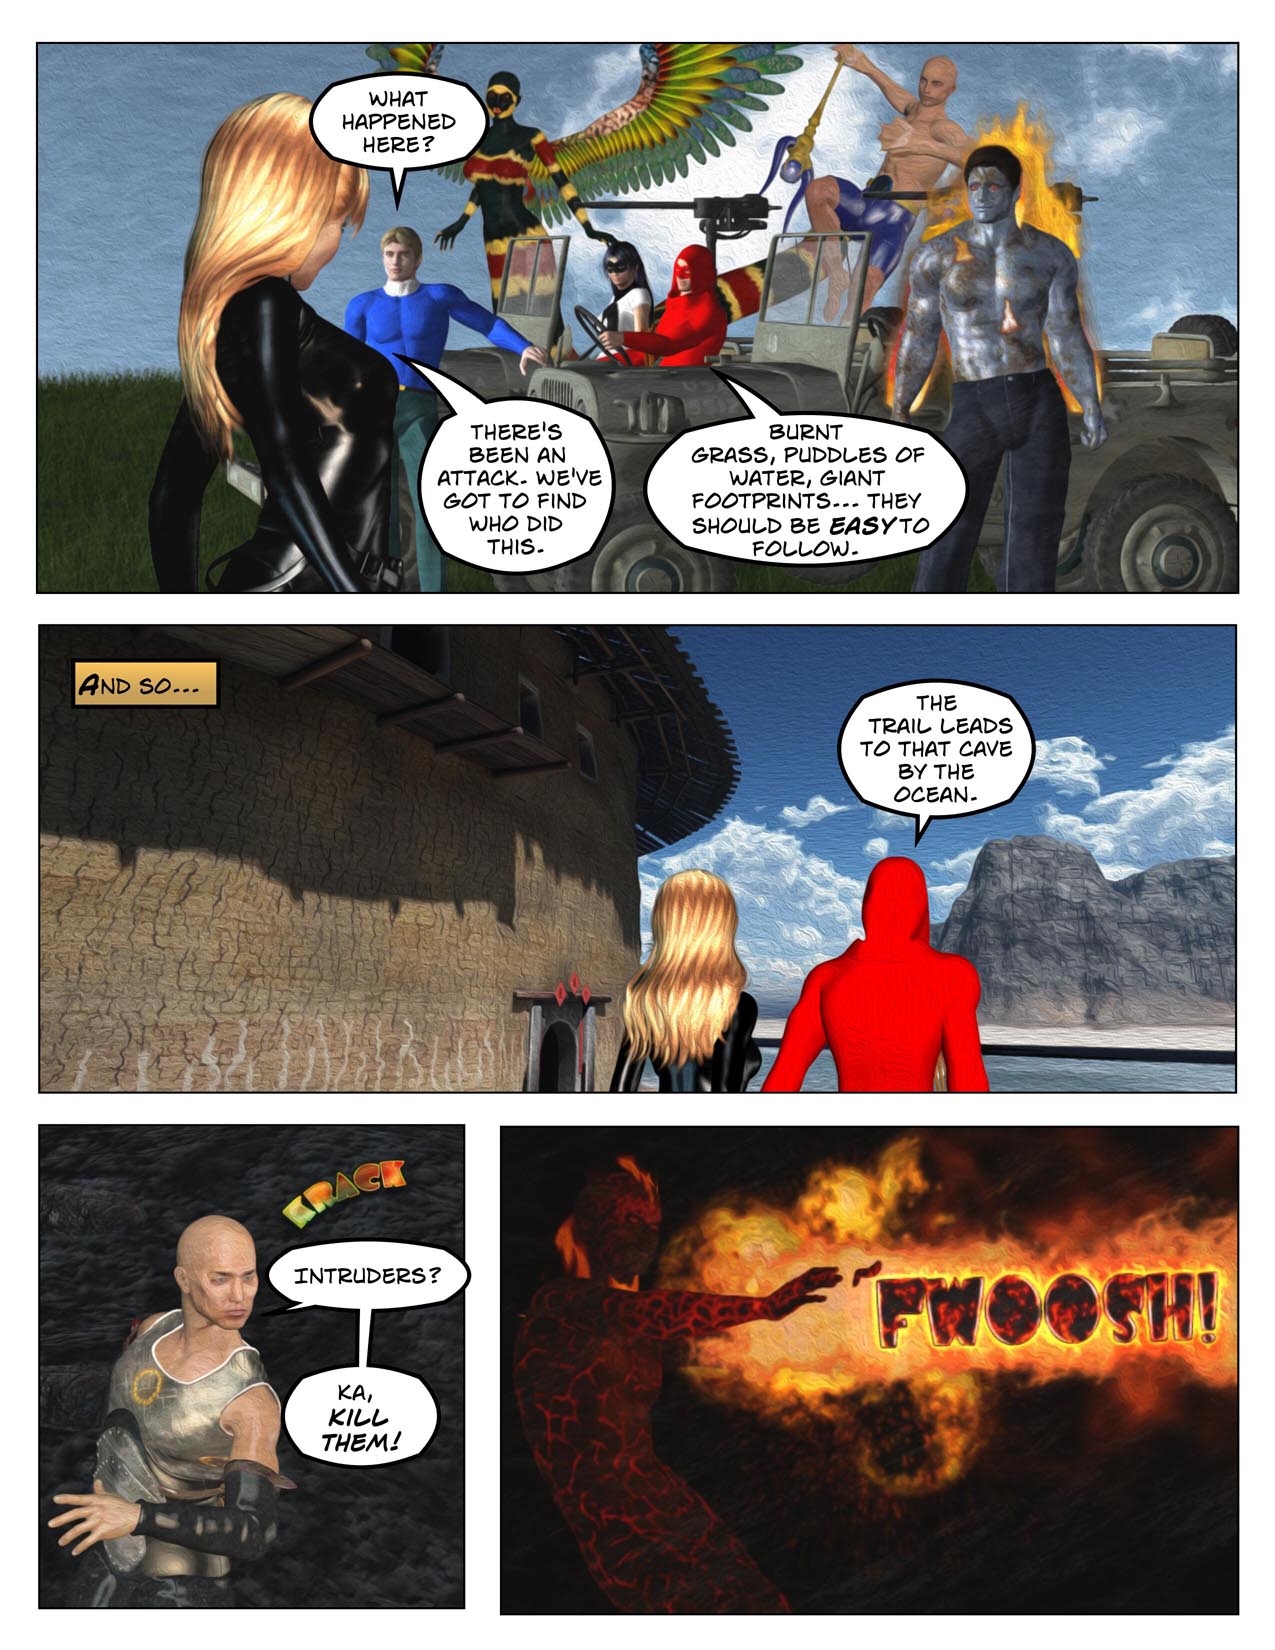 WHAT
HAPPENED
HERE?
THERE'S
BEEN AN
ATTACK. WE'VE
GOT TO FIND
WHO DID
THIS.
BURNT
GRASS, PUDDLES OF
WATER, GIANT
FOOTPRINTS... THEY
SHOULD BE EASY TO
FOLLOW.
AND SO...
THE
TRAIL LEADS
TO THAT CAVE
BY THE
OCEAN.
KRACK
INTRUDERS?
KA,
KILL
THEM!
FWOOSH!